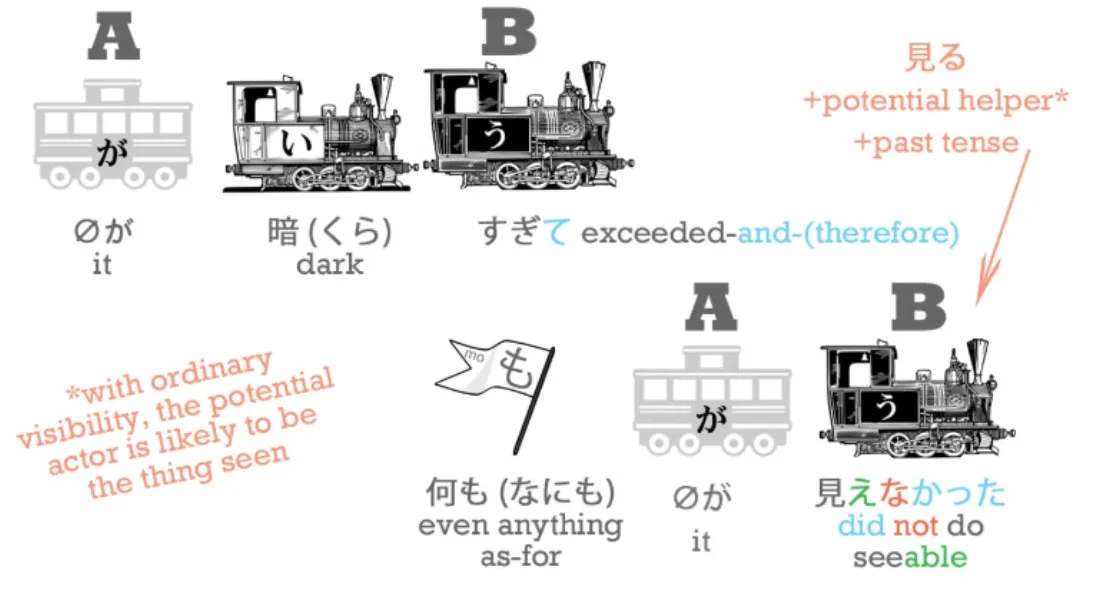 A
B
が
い
う
見る
+potential helper*
+past tense
∅が
it
暗 (くら)
dark
すぎて exceeded-and-(therefore)
A
B
*with ordinary
visibility, the potential
actor is likely to be
the thing seen
mo も
が
う
何も (なにも)
even anything
as-for
∅が
it
見えなかった
did not do
seeable